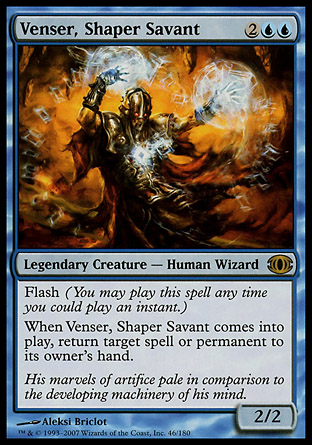 Venser, Shaper Savant 2
Legendary Creature — Human Wizard
Flash (You may play this spell any time
you could play an instant.)
When Venser, Shaper Savant comes into
play, return target spell or permanent to
its owner's hand.
His marvels of artifice pale in comparison to
the developing machinery of his mind.
2/2
Aleksi Briclot
™ & © 1993–2007 Wizards of the Coast, Inc. 46/180